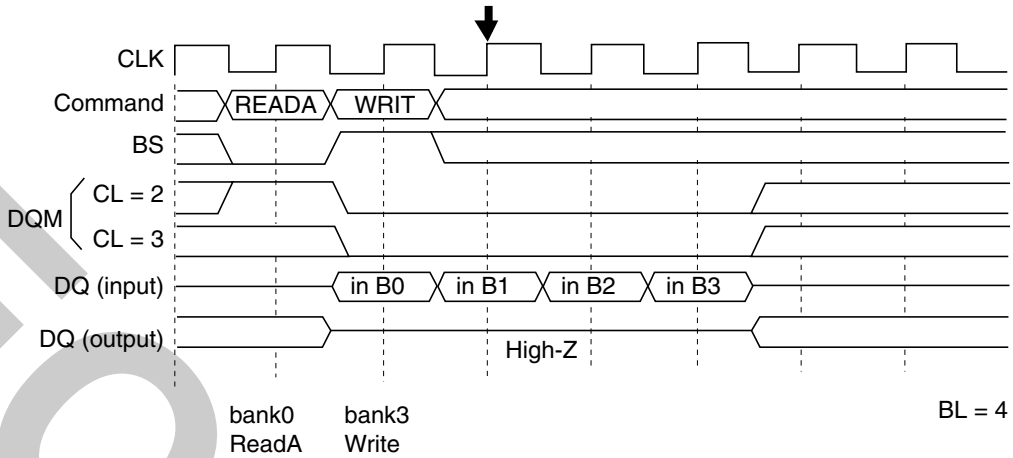 CLK
Command READA WRIT
BS
DQM
CL = 2
CL = 3
DQ (input) in B0 in B1 in B2 in B3
DQ (output) High-Z
bank0 bank3 BL = 4
ReadA Write